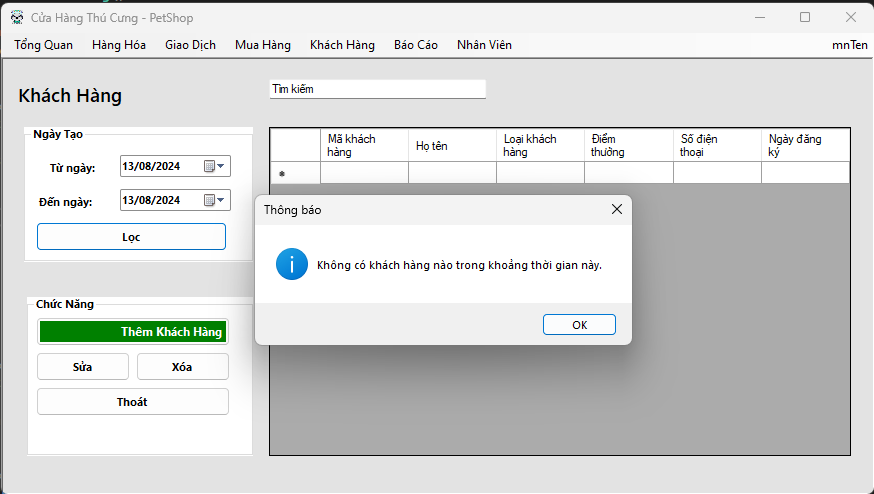 Cửa Hàng Thú Cưng - PetShop
Tổng Quan Hàng Hóa Giao Dịch Mua Hàng Khách Hàng Báo Cáo Nhân Viên mnTen
Khách Hàng
Tìm kiếm
Ngày Tạo
Từ ngày: 13/08/2024
Đến ngày: 13/08/2024
Lọc
Chức Năng
Thêm Khách Hàng
Sửa Xóa
Thoát
Mã khách hàng
Họ tên
Loại khách hàng
Điểm thưởng
Số điện thoại
Ngày đăng ký
Thông báo
Không có khách hàng nào trong khoảng thời gian này.
OK